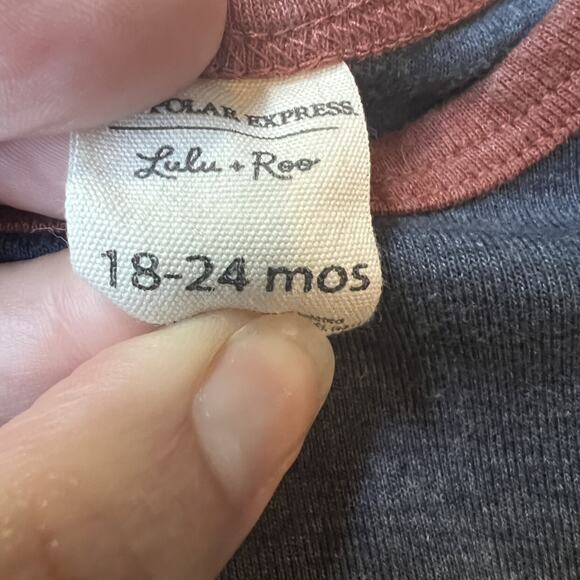 POLAR EXPRESS.
Lulu + Roo
18-24 mos